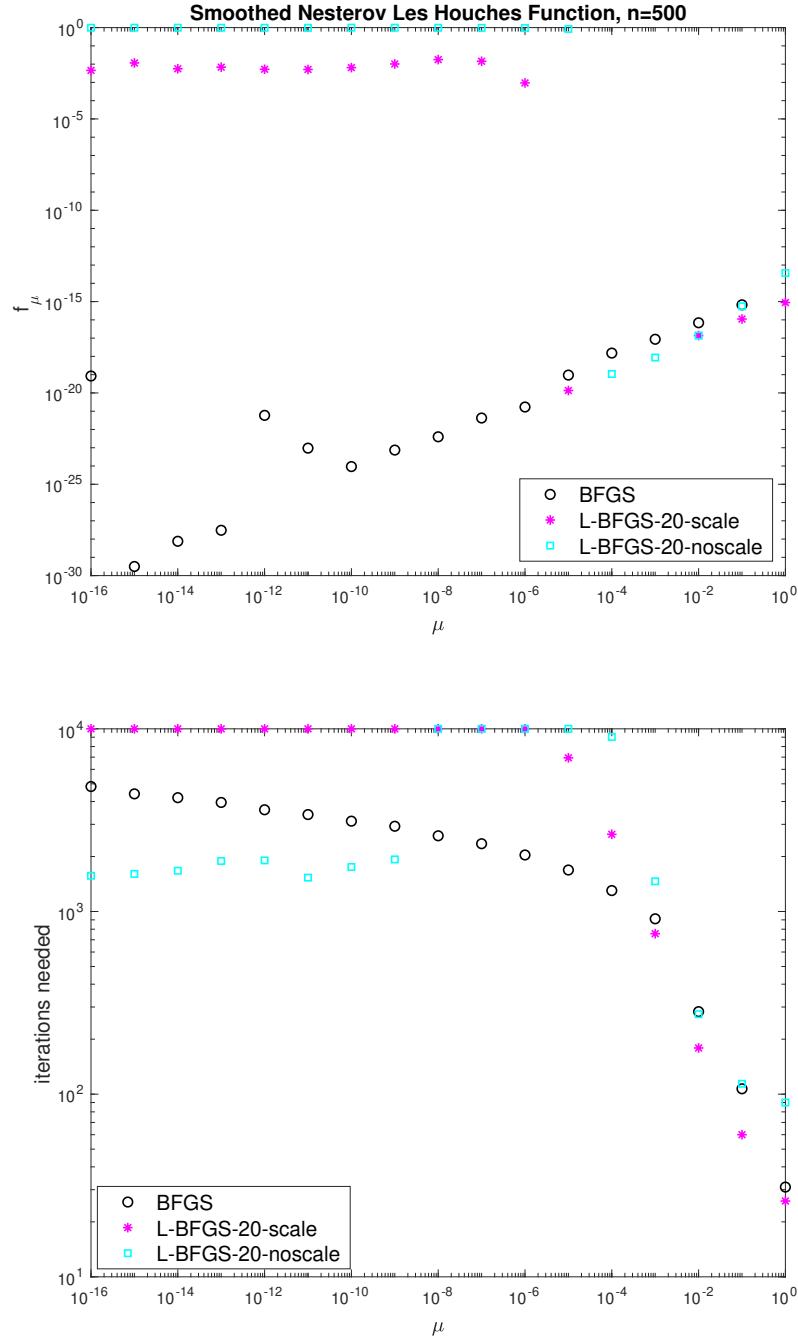 Smoothed Nesterov Les Houches Function, n=500
10^0
10^-5
10^-10
10^-15
10^-20
10^-25
10^-30
f_μ
BFGS
L-BFGS-20-scale
L-BFGS-20-noscale
10^-16 10^-14 10^-12 10^-10 10^-8 10^-6 10^-4 10^-2 10^0
μ
10^4
10^3
10^2
10^1
iterations needed
BFGS
L-BFGS-20-scale
L-BFGS-20-noscale
10^-16 10^-14 10^-12 10^-10 10^-8 10^-6 10^-4 10^-2 10^0
μ